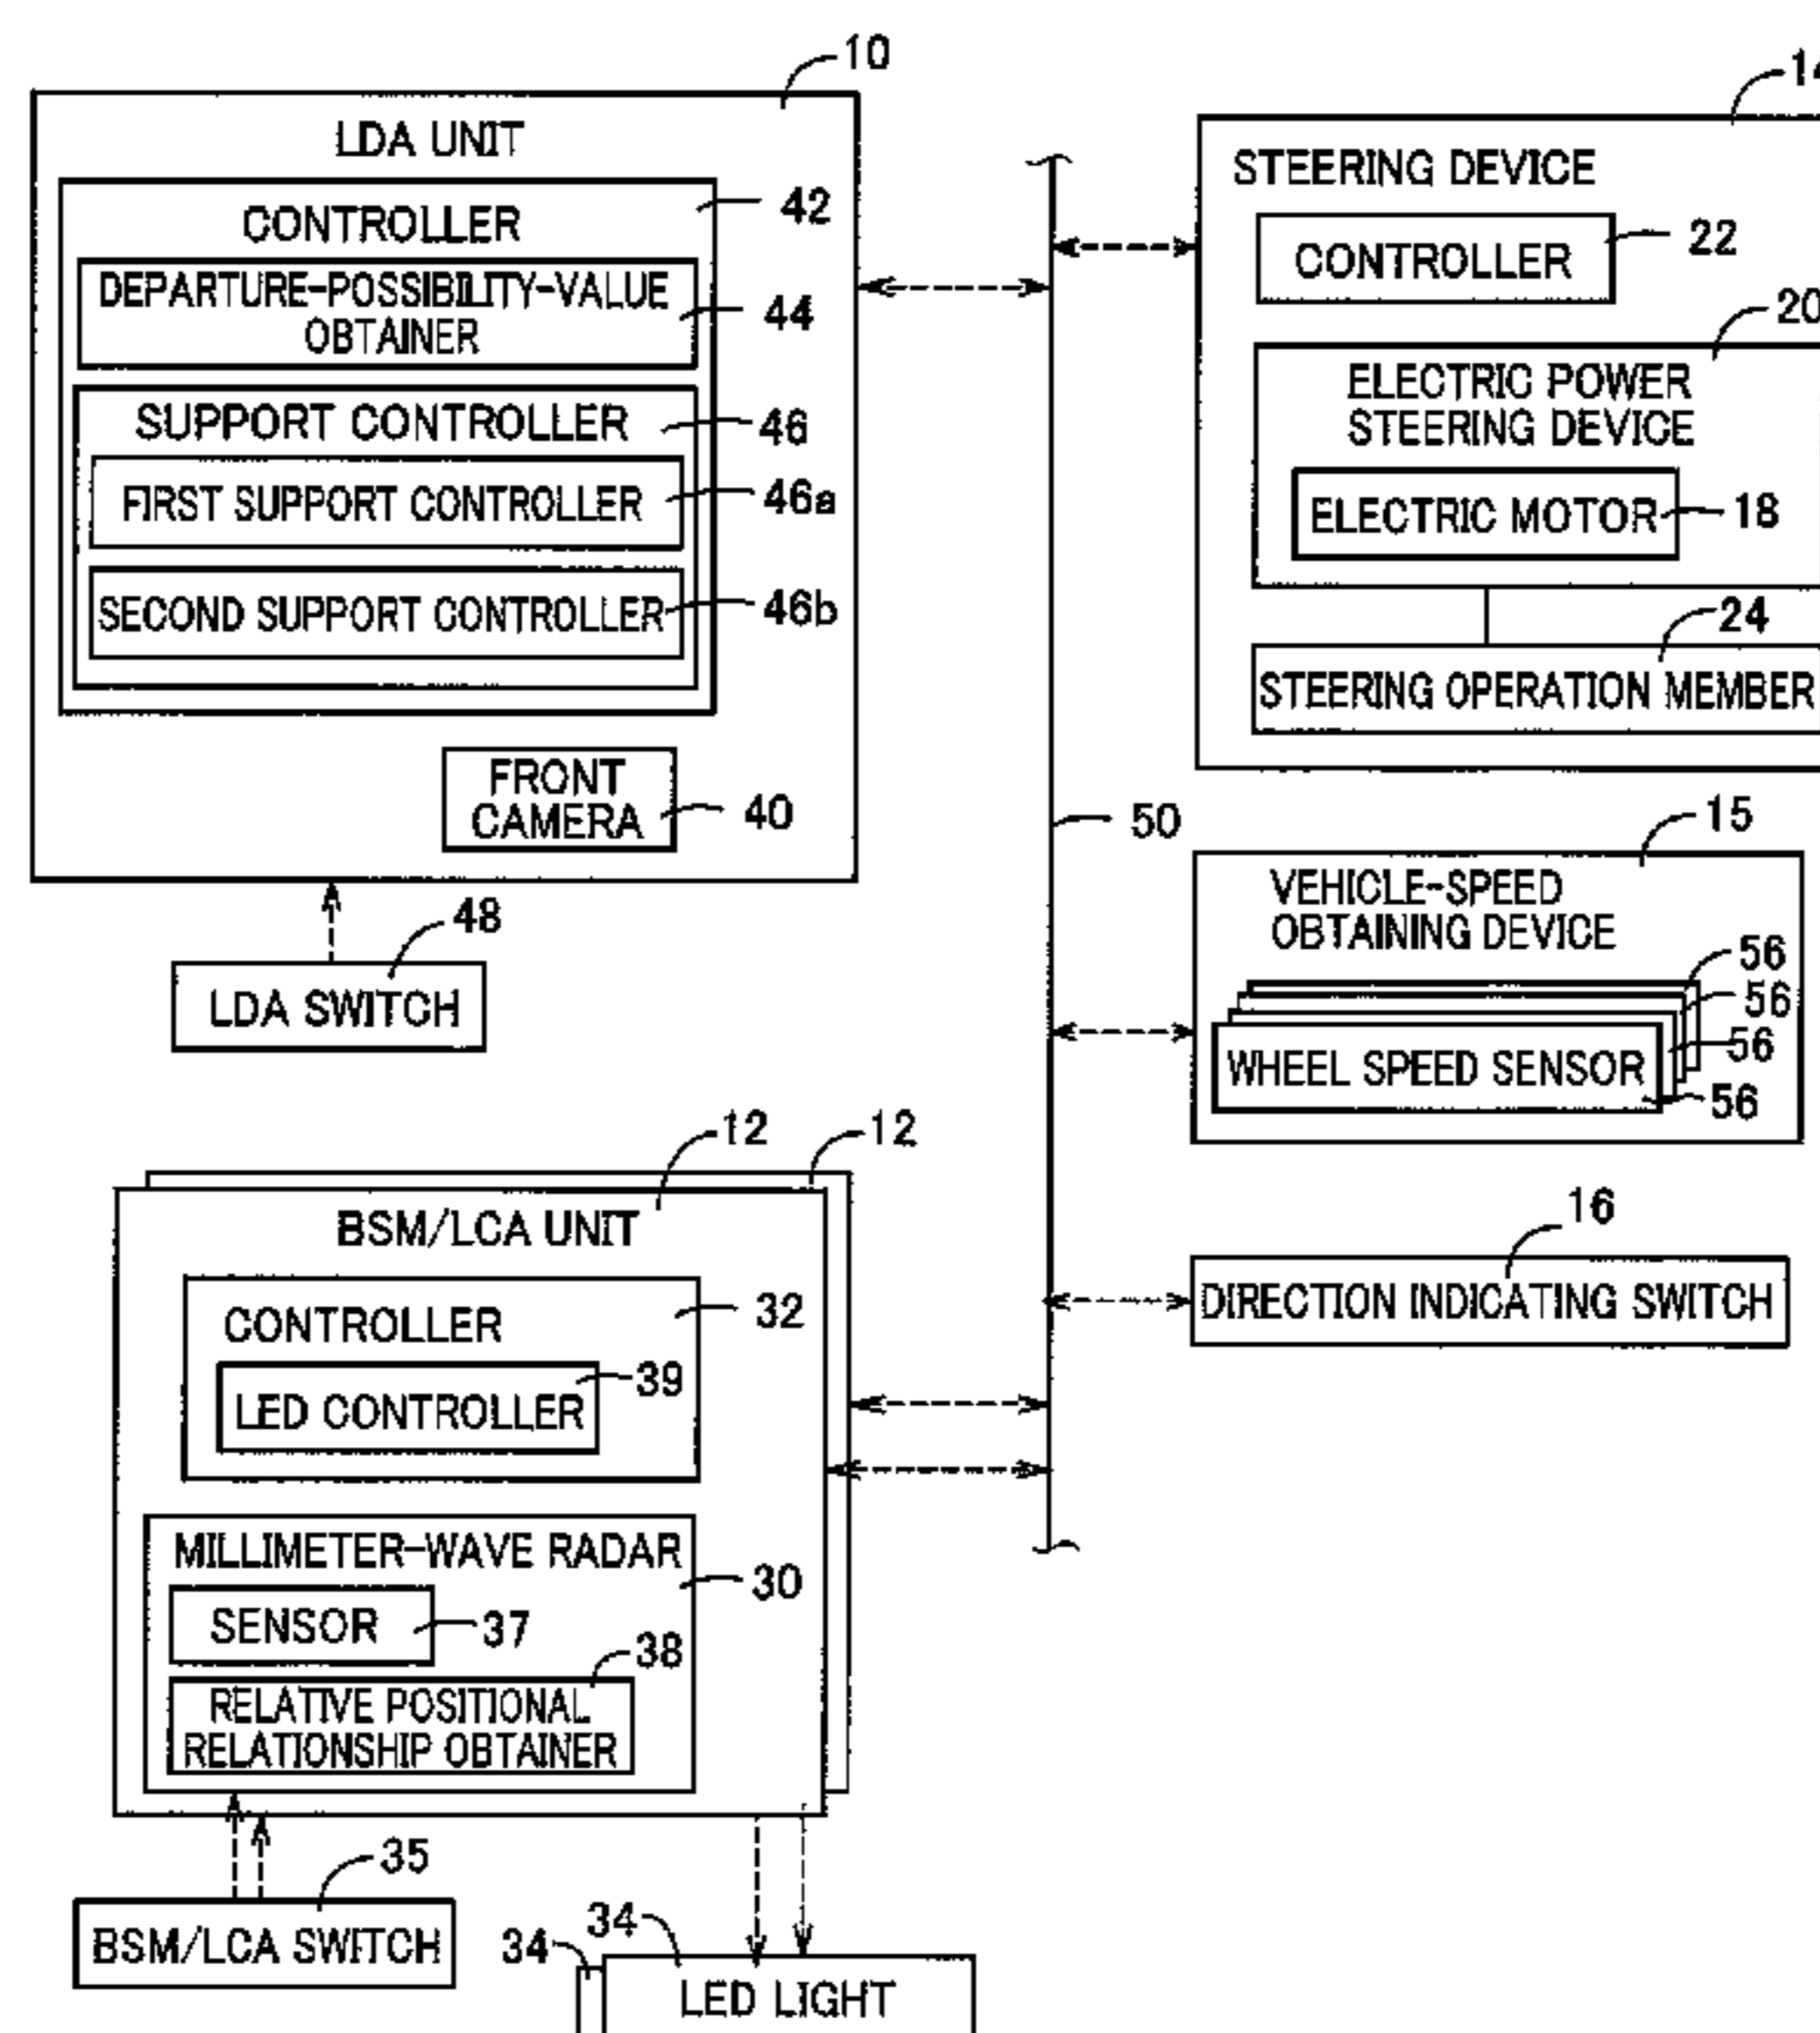 10
LDA UNIT
CONTROLLER
42
DEPARTURE-POSSIBILITY-VALUE
OBTAINER
44
SUPPORT CONTROLLER
46
FIRST SUPPORT CONTROLLER
46a
SECOND SUPPORT CONTROLLER
46b
FRONT
CAMERA
40
48
LDA SWITCH
12
12
BSM/LCA UNIT
CONTROLLER
32
LED CONTROLLER
39
MILLIMETER-WAVE RADAR
30
SENSOR
37
38
RELATIVE POSITIONAL
RELATIONSHIP OBTAINER
35
BSM/LCA SWITCH
34
34
LED LIGHT
50
14
STEERING DEVICE
CONTROLLER
22
20
ELECTRIC POWER
STEERING DEVICE
ELECTRIC MOTOR
18
24
STEERING OPERATION MEMBER
15
VEHICLE-SPEED
OBTAINING DEVICE
56
56
56
WHEEL SPEED SENSOR
56
16
DIRECTION INDICATING SWITCH